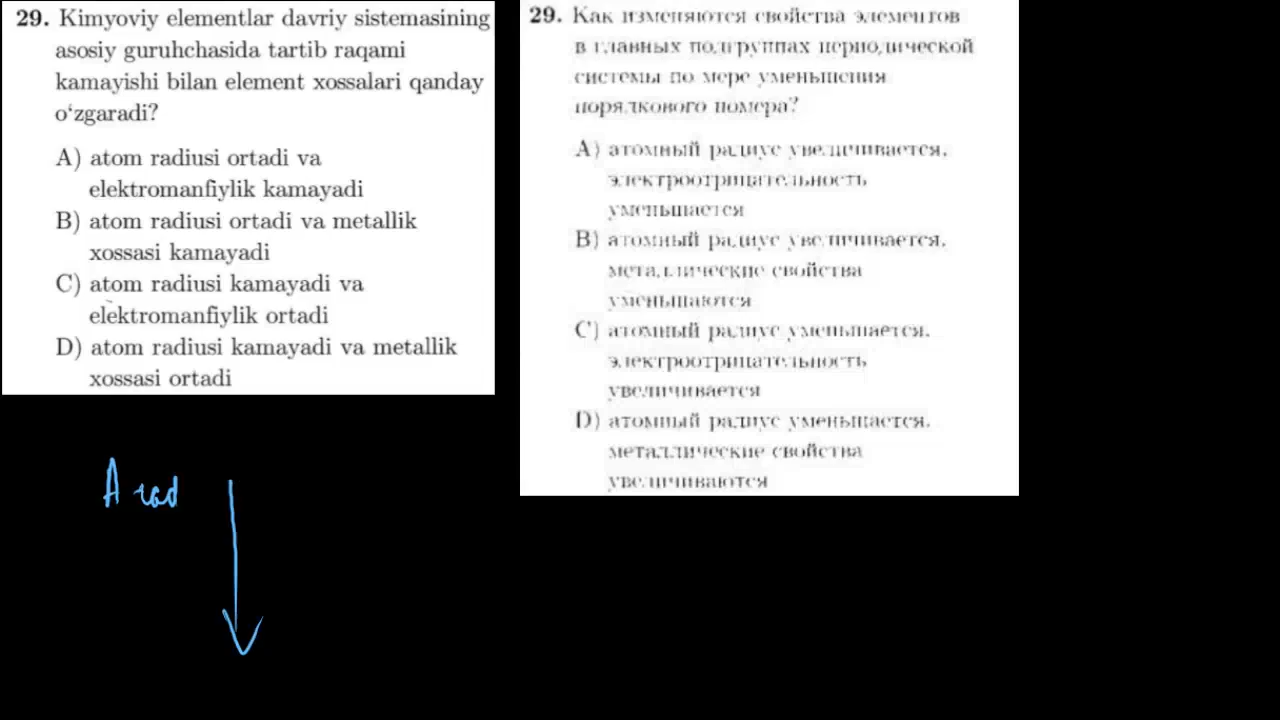 29. Kimyoviy elementlar davriy sistemasining
asosiy guruhchasida tartib raqami
kamayishi bilan element xossalari qanday
o‘zgaradi?
A) atom radiusi ortadi va
elektromanfiylik kamayadi
B) atom radiusi ortadi va metallik
xossasi kamayadi
C) atom radiusi kamayadi va
elektromanfiylik ortadi
D) atom radiusi kamayadi va metallik
xossasi ortadi
29. Как изменяются свойства элементов
в главных подгруппах периодической
системы по мере уменьшения
порядкового номера?
A) атомный радиус увеличивается,
электроотрицательность
уменьшается
B) атомный радиус увеличивается,
металлические свойства
уменьшаются
C) атомный радиус уменьшается,
электроотрицательность
увеличивается
D) атомный радиус уменьшается,
металлические свойства
увеличиваются
A rad